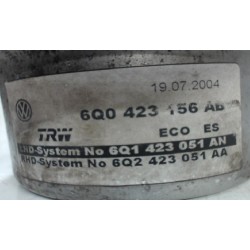 19.07.2004
6Q0 423 156 AB
TRW
ECO ES
LHD-System No 6Q1 423 051 AN
RHD-System No 6Q2 423 051 AA